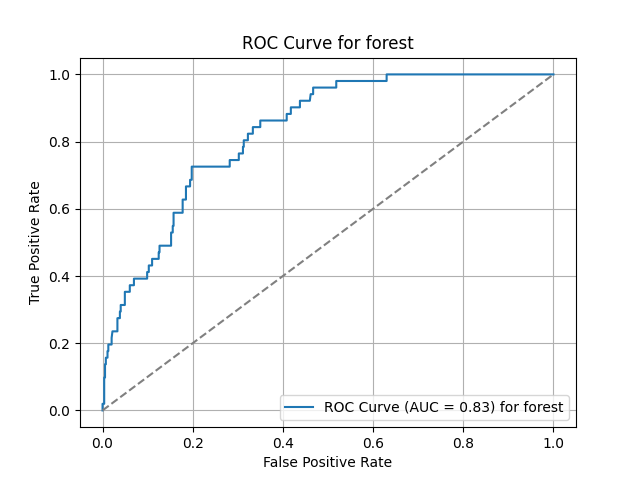 ROC Curve for forest
1.0
0.8
0.6
0.4
0.2
0.0
True Positive Rate
ROC Curve (AUC = 0.83) for forest
0.0 0.2 0.4 0.6 0.8 1.0
False Positive Rate